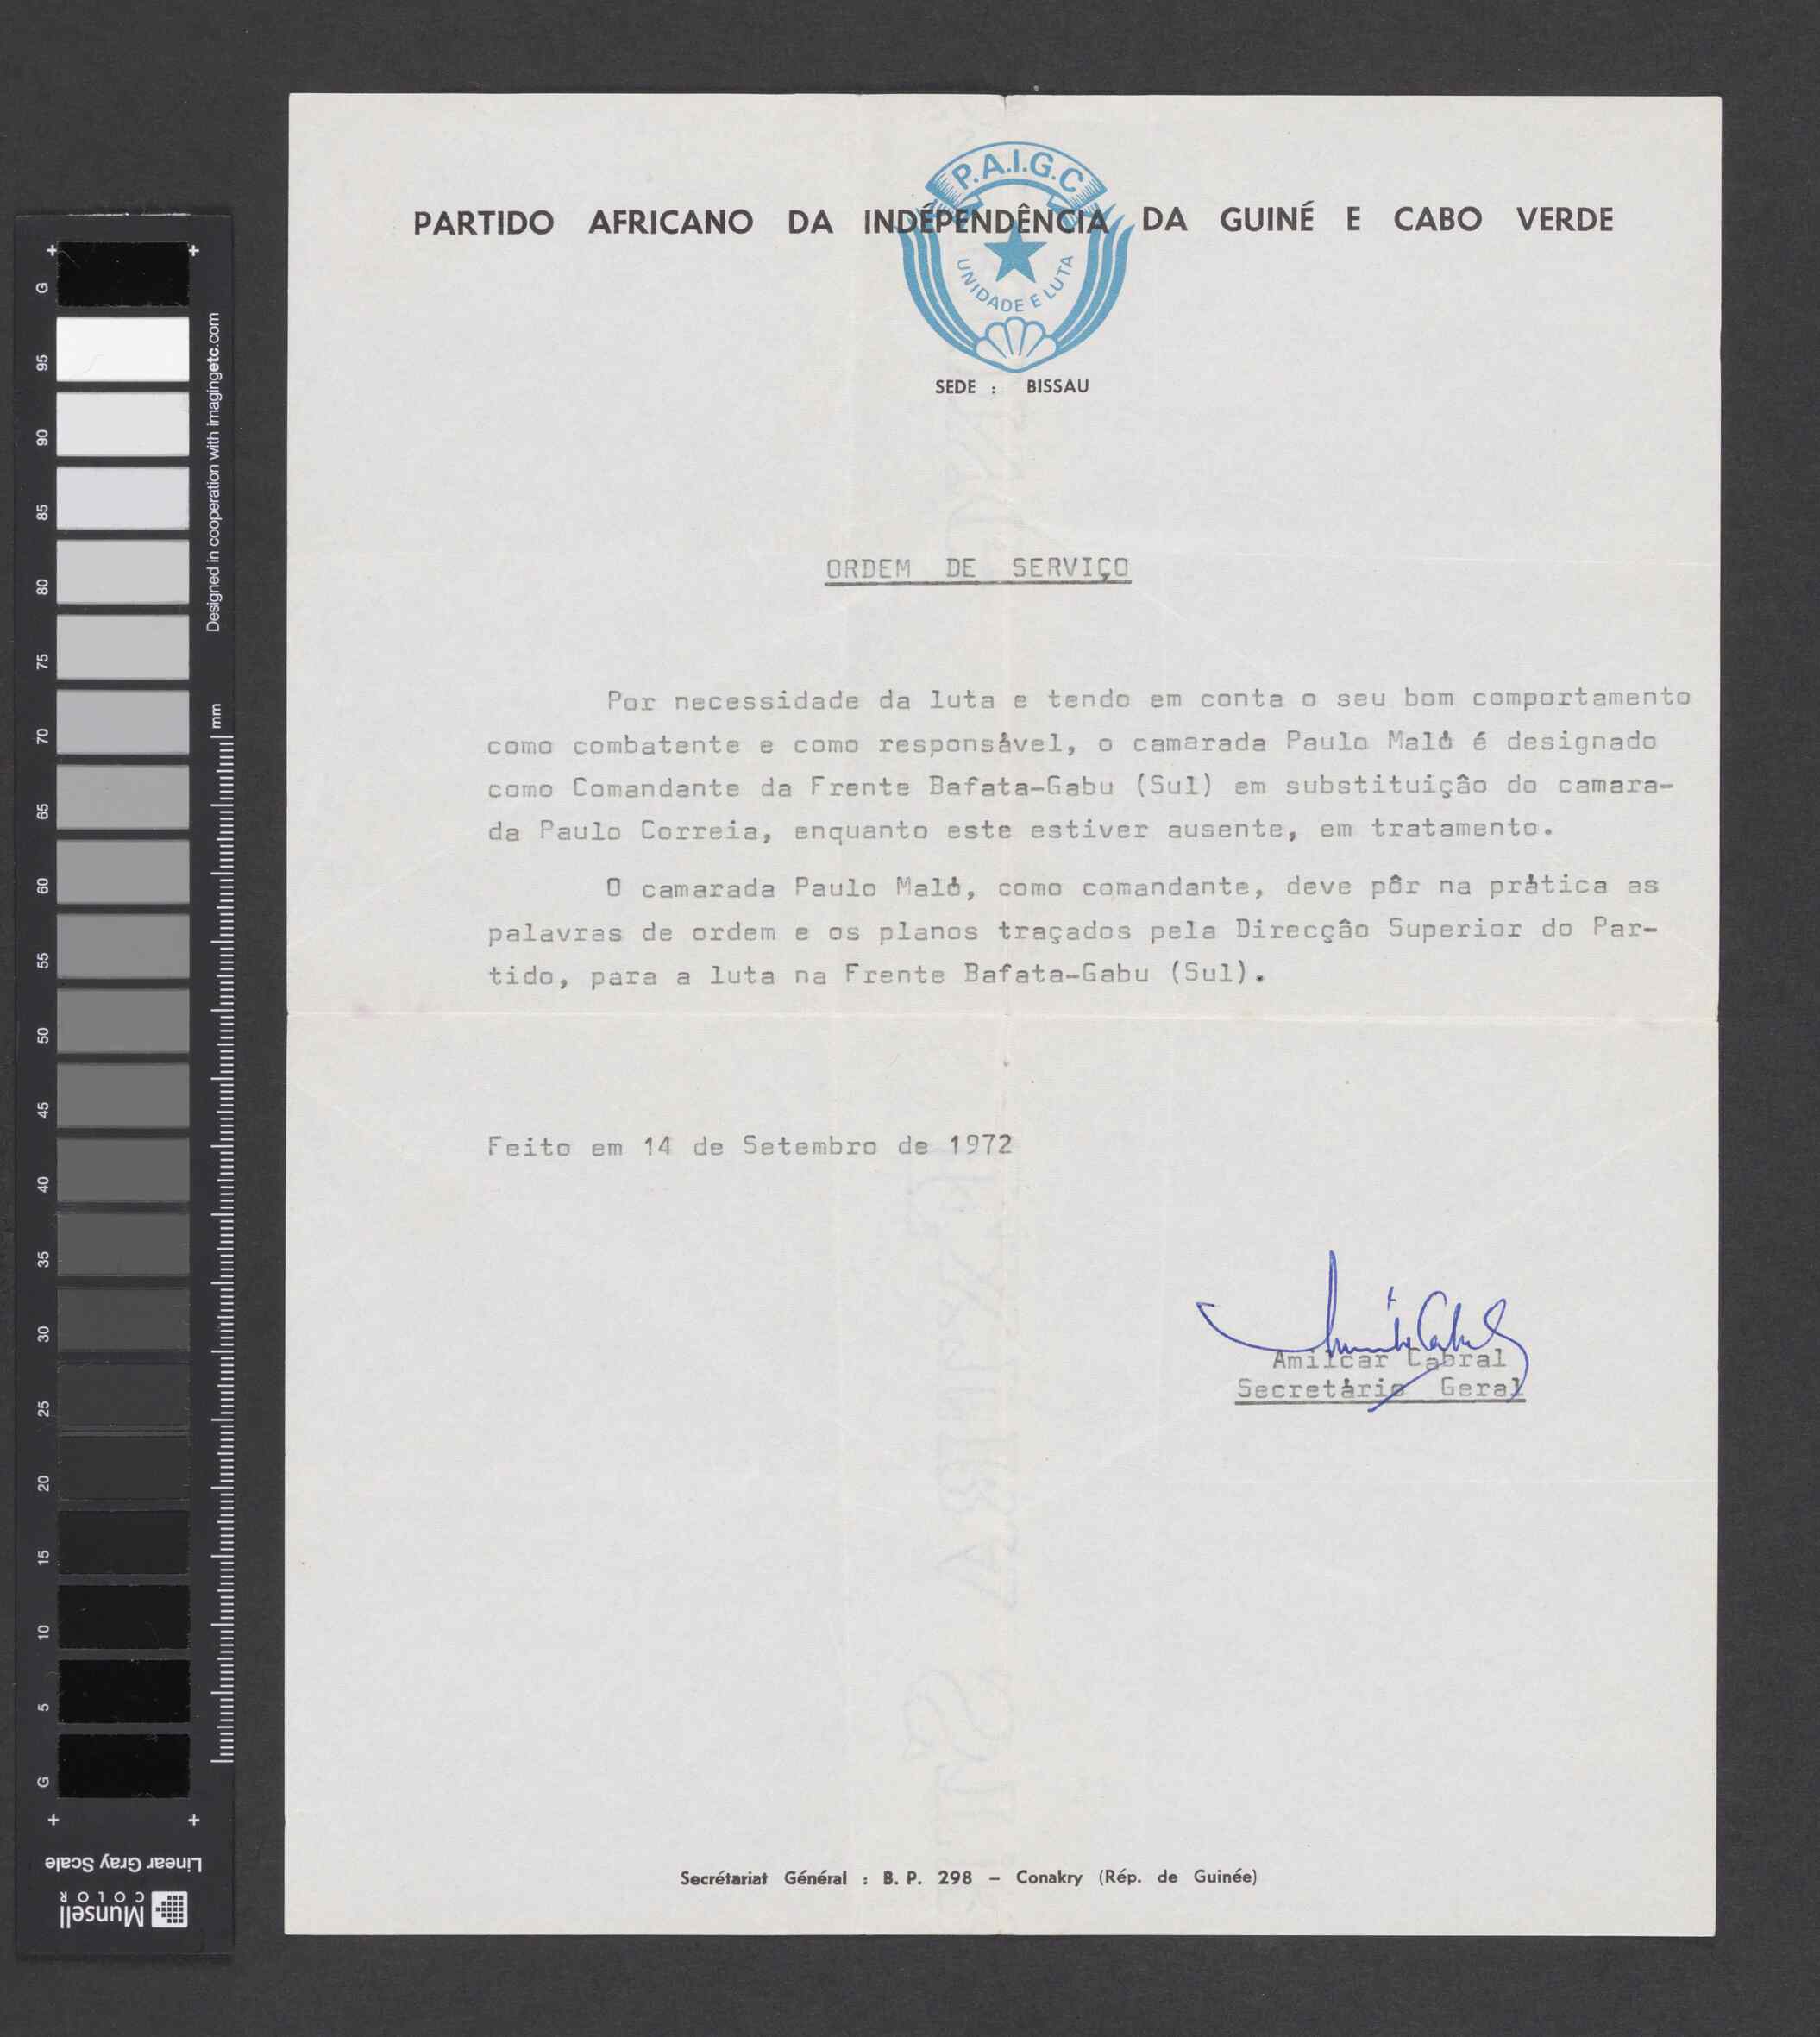 P.A.I.G.C
PARTIDO AFRICANO DA INDÉPENDÊNCIA DA GUINÉ E CABO VERDE
UNIDADE E LUTA
SEDE : BISSAU
ORDEM DE SERVIÇO
Por necessidade da luta e tendo em conta o seu bom comportamento
como combatente e como responsável, o camarada Paulo Maló é designado
como Comandante da Frente Bafata-Gabu (Sul) em substituição do camara-
da Paulo Correia, enquanto este estiver ausente, em tratamento.
O camarada Paulo Maló, como comandante, deve pôr na prática as
palavras de ordem e os planos traçados pela Direcção Superior do Par-
tido, para a luta na Frente Bafata-Gabu (Sul).
Feito em 14 de Setembro de 1972
Amilcar Cabral
Secretário Geral
Secrétariat Général : B. P. 298 – Conakry (Rép. de Guinée)
G
95
90
85
80
75
70
65
60
55
50
45
40
35
30
25
20
15
10
5
G
Designed in cooperation with imagingetc.com
mm
Linear Gray Scale
Munsell
COLOR